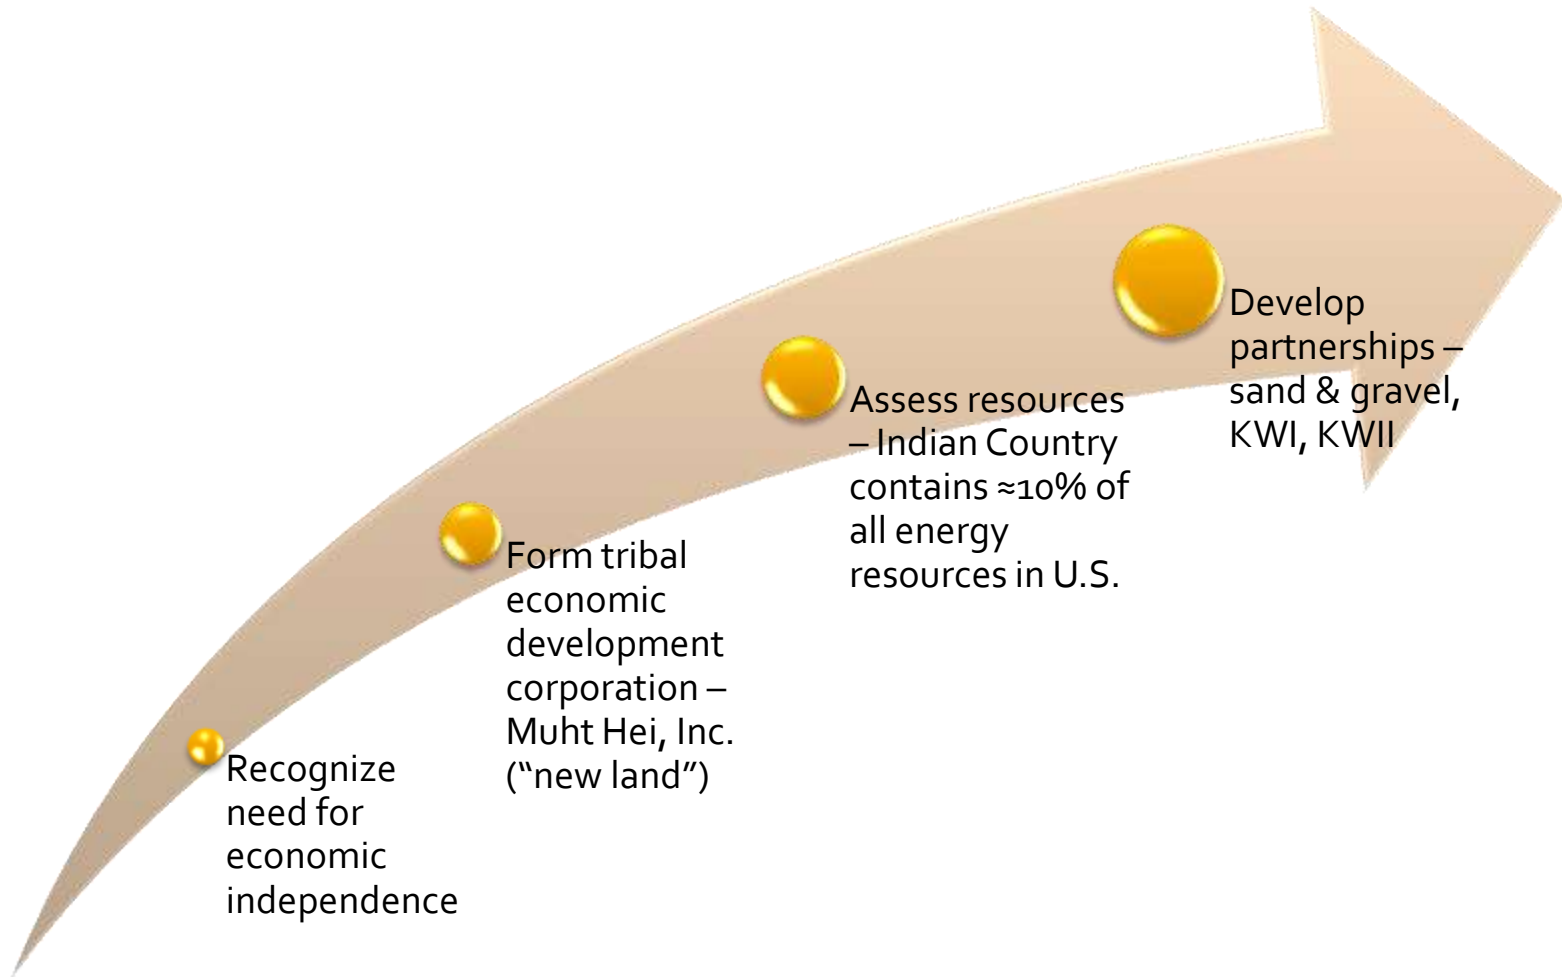 Recognize
need for
economic
independence
Form tribal
economic
development
corporation –
Muht Hei, Inc.
(“new land”)
Assess resources
– Indian Country
contains ≈10% of
all energy
resources in U.S.
Develop
partnerships –
sand & gravel,
KWI, KWII